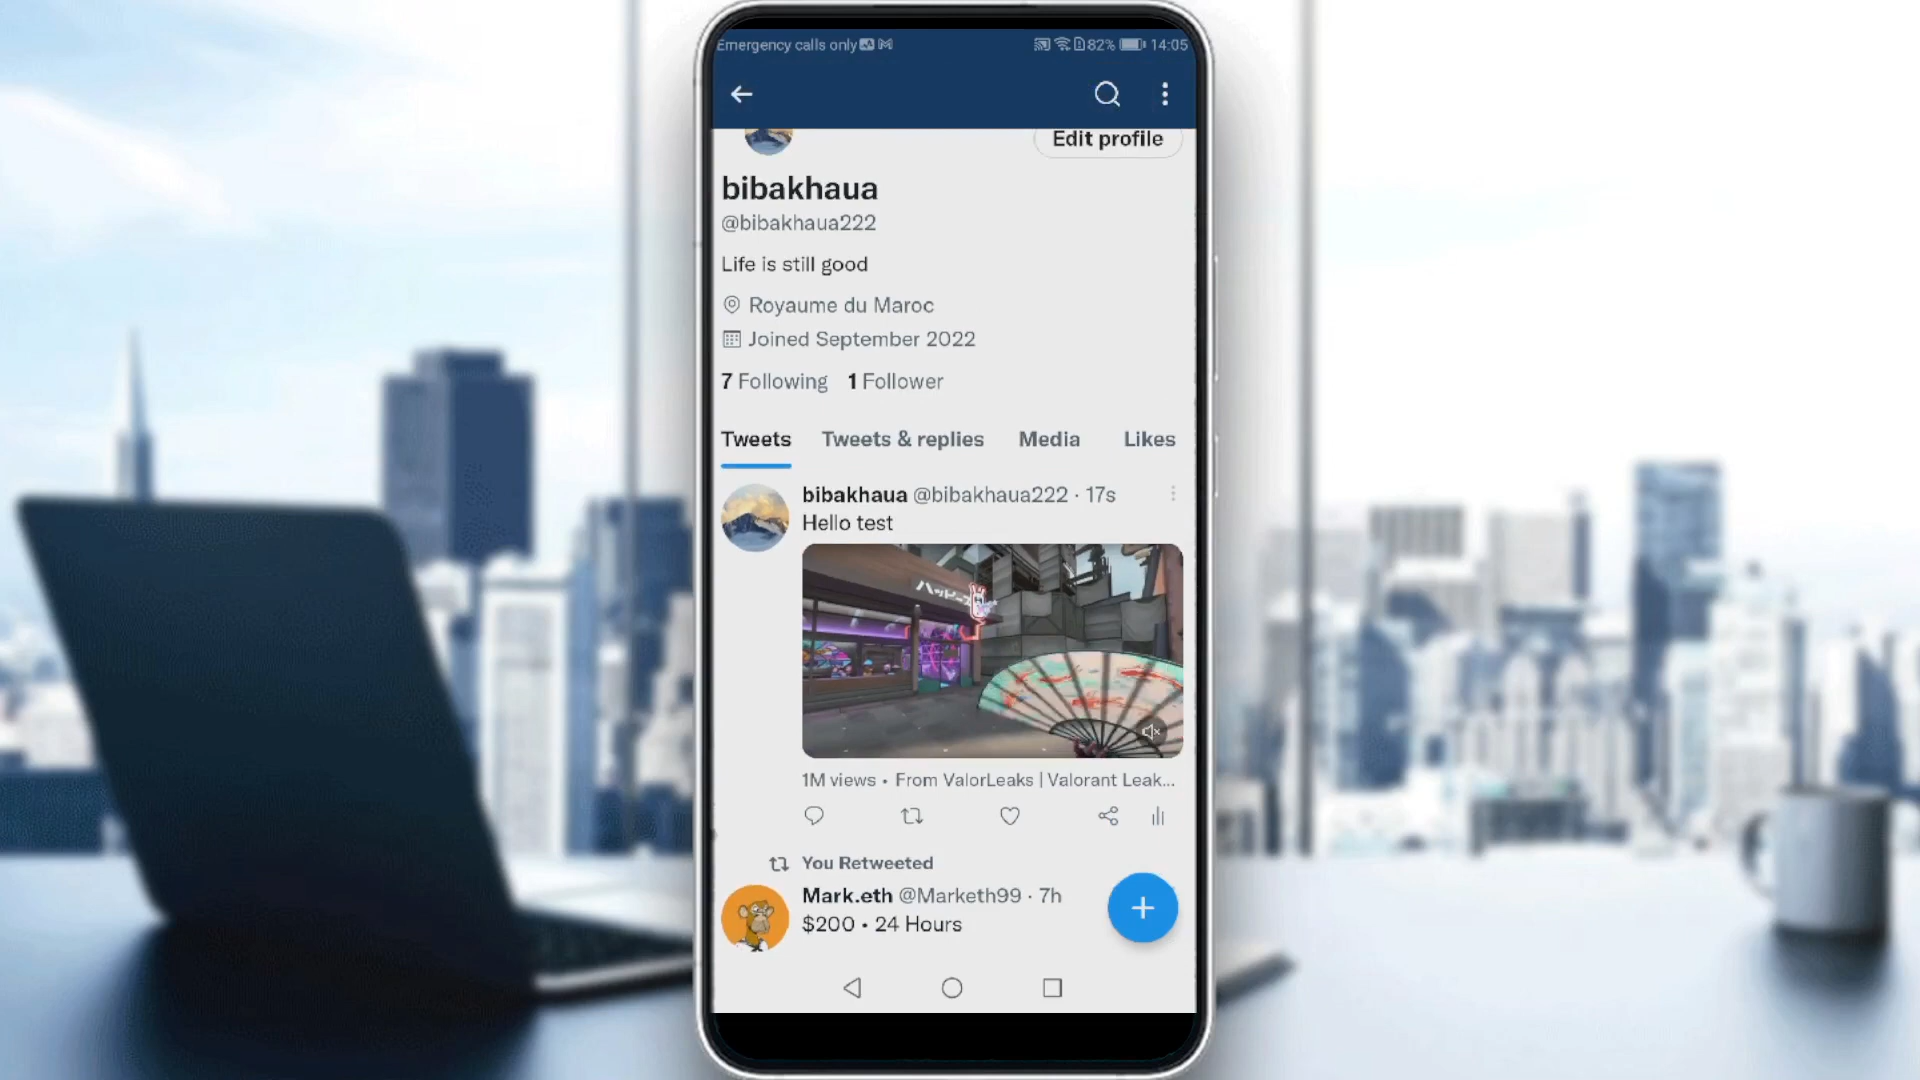 Emergency calls only 82% 14:05
Edit profile
bibakhaua
@bibakhaua222
Life is still good
Royaume du Maroc
Joined September 2022
7 Following 1 Follower
Tweets Tweets & replies Media Likes
bibakhaua @bibakhaua222 · 17s
Hello test
1M views • From ValorLeaks | Valorant Leak...
You Retweeted
Mark.eth @Marketh99 · 7h
$200 • 24 Hours